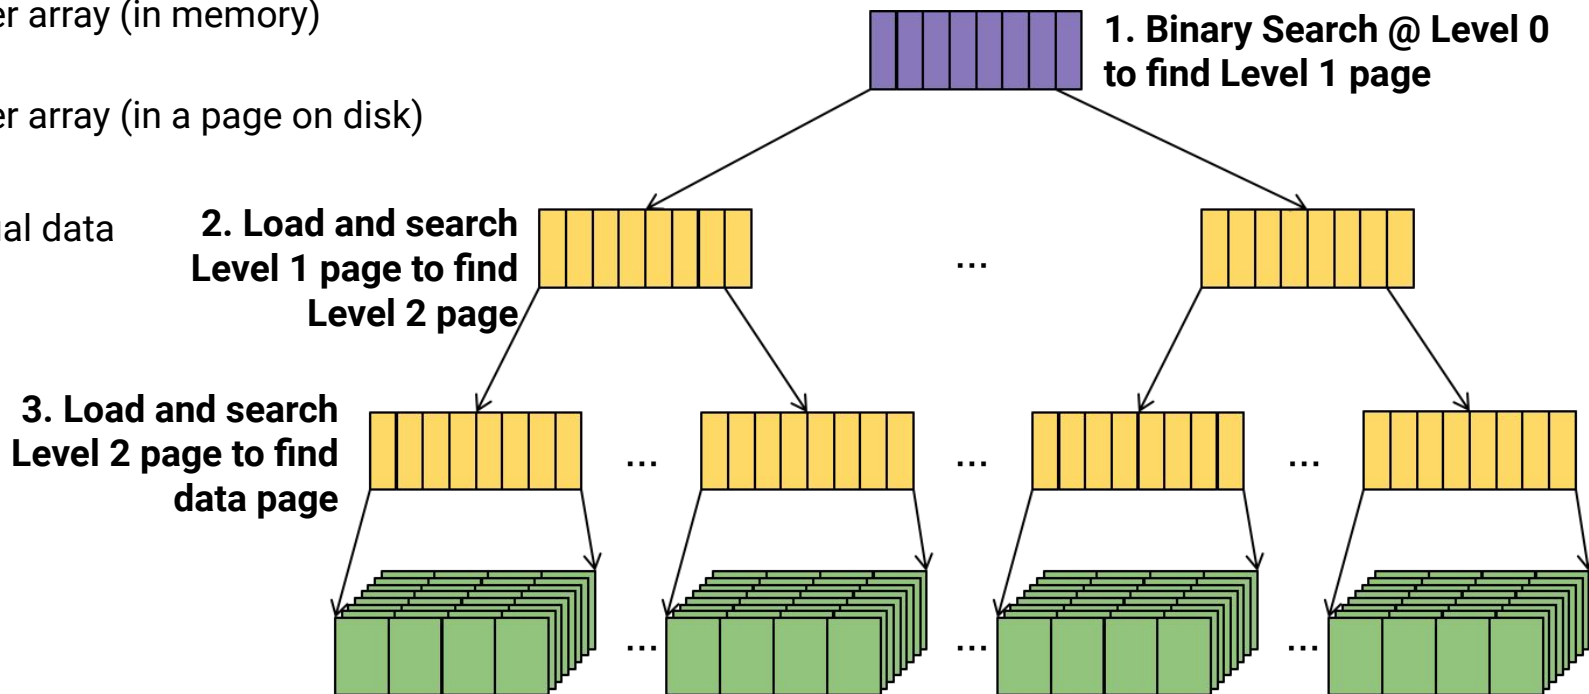 er array (in memory)
er array (in a page on disk)
al data
1. Binary Search @ Level 0
to find Level 1 page
2. Load and search
Level 1 page to find
Level 2 page
...
3. Load and search
Level 2 page to find
data page
...
...
...
...
...
...